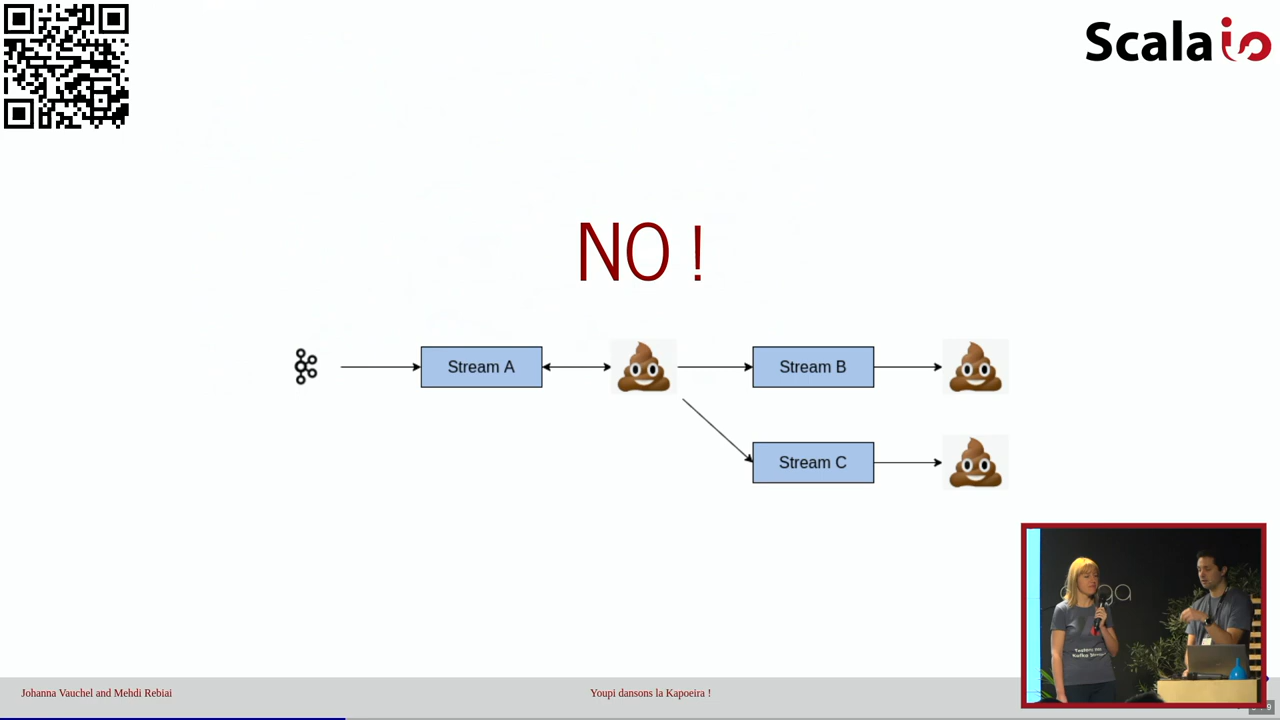 Scala io
NO !
Stream A
Stream B
Stream C
Johanna Vauchel and Mehdi Rebiai
Youpi dansons la Kapoeira !